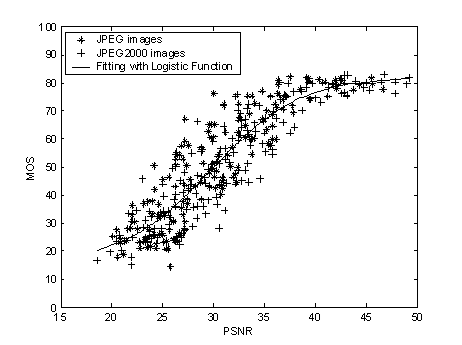 100
90
80
70
60
50
40
30
20
10
0
MOS
JPEG images
JPEG2000 images
Fitting with Logistic Function
15 20 25 30 35 40 45 50
PSNR